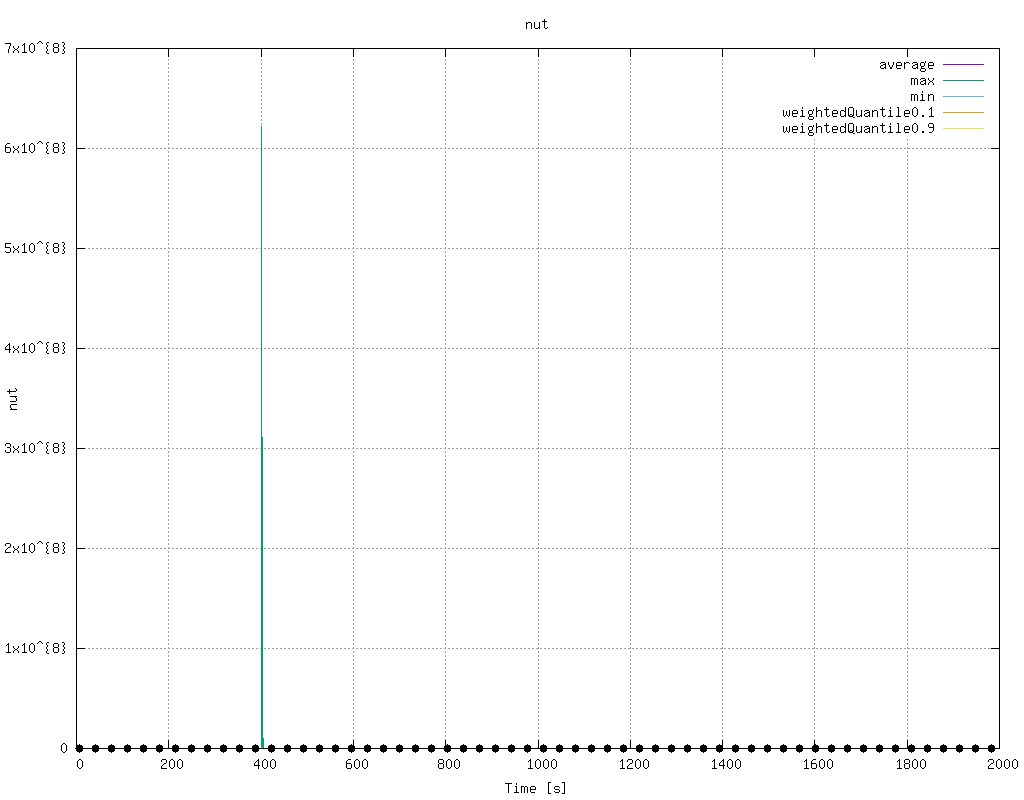 nut
7x10^{8}
6x10^{8}
5x10^{8}
4x10^{8}
3x10^{8}
2x10^{8}
1x10^{8}
0
nut
average
max
min
weightedQuantile0.1
weightedQuantile0.9
0 200 400 600 800 1000 1200 1400 1600 1800 2000
Time [s]